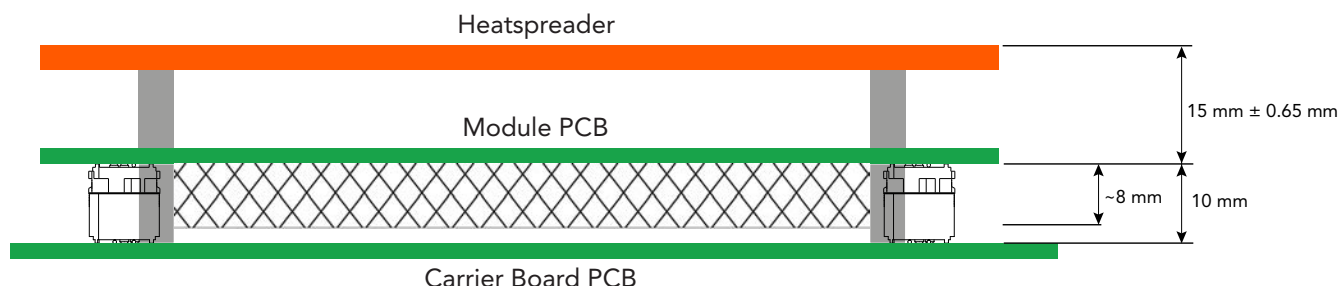 Heatspreader
15 mm ± 0.65 mm
Module PCB
~8 mm
10 mm
Carrier Board PCB